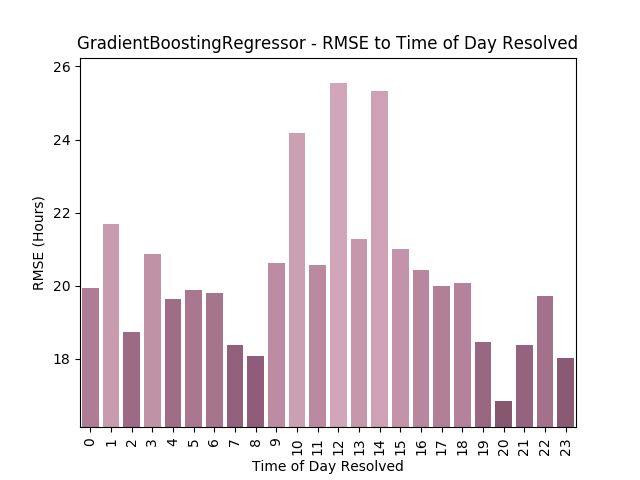 GradientBoostingRegressor - RMSE to Time of Day Resolved
26
24
22
20
18
RMSE (Hours)
0 1 2 3 4 5 6 7 8 9 10 11 12 13 14 15 16 17 18 19 20 21 22 23
Time of Day Resolved